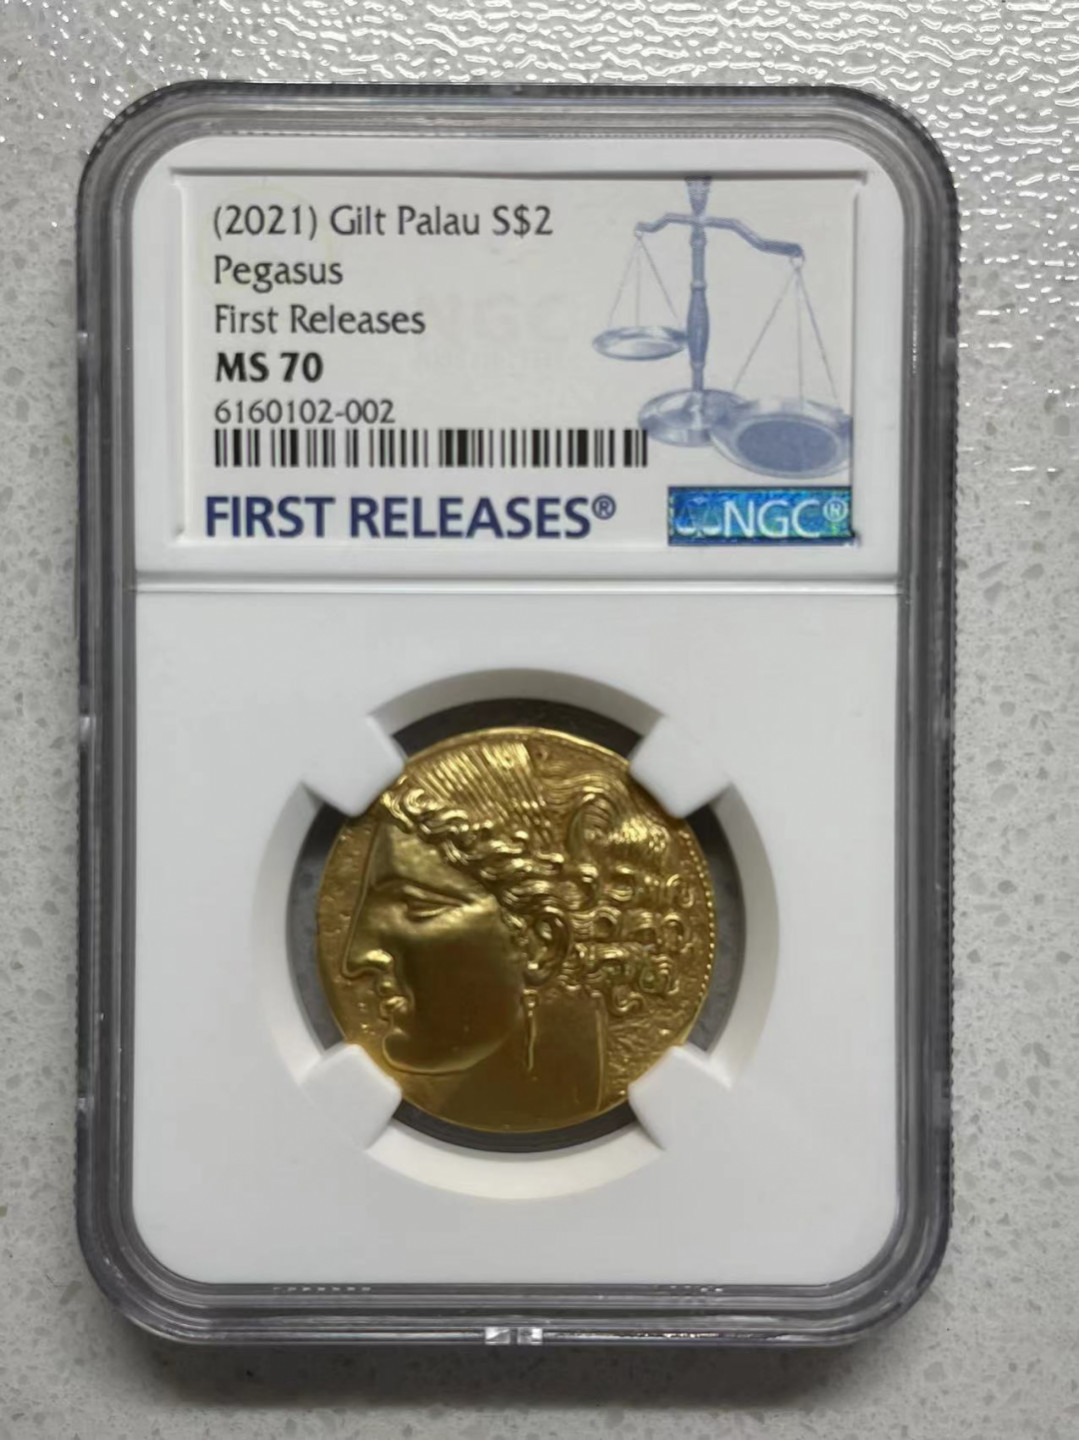 (2021) Gilt Palau S$2
Pegasus
First Releases
MS 70
6160102-002
FIRST RELEASES®
NGC®